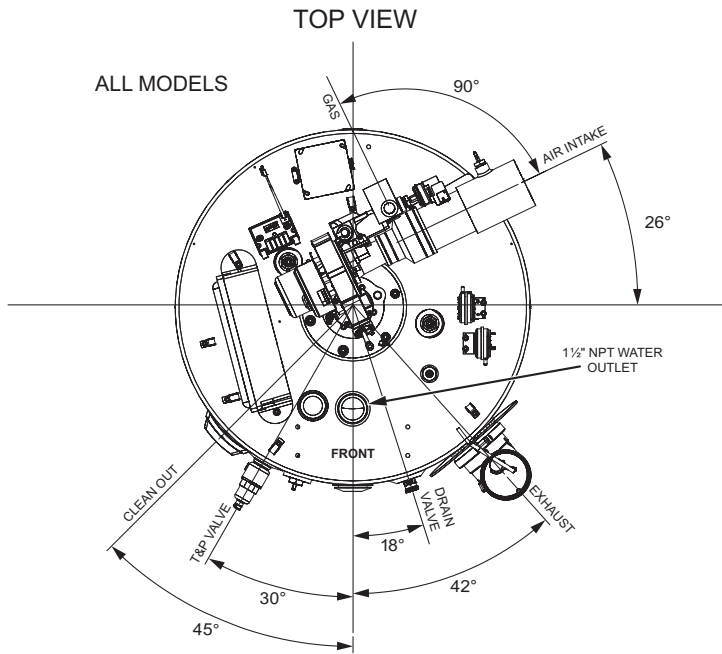 TOP VIEW
ALL MODELS
90°
GAS
AIR INTAKE
26°
1½" NPT WATER
OUTLET
FRONT
CLEAN OUT
T&P VALVE
DRAIN
VALVE
EXHAUST
18°
30°
42°
45°